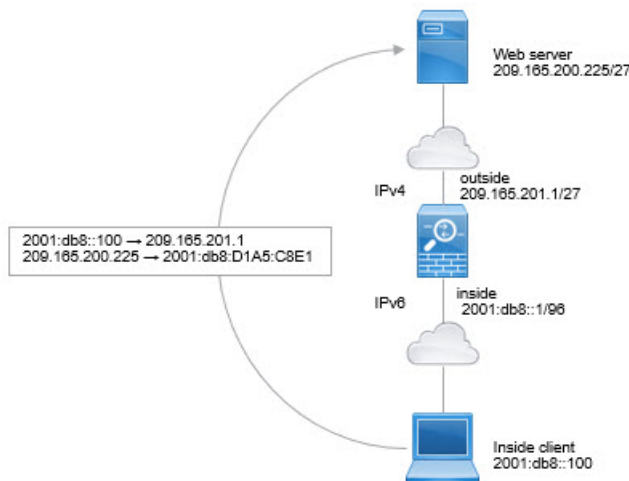 Web server
209.165.200.225/27
outside
209.165.201.1/27
IPv4
2001:db8::100 → 209.165.201.1
209.165.200.225 → 2001:db8:D1A5:C8E1
IPv6
inside
2001:db8::1/96
Inside client
2001:db8::100